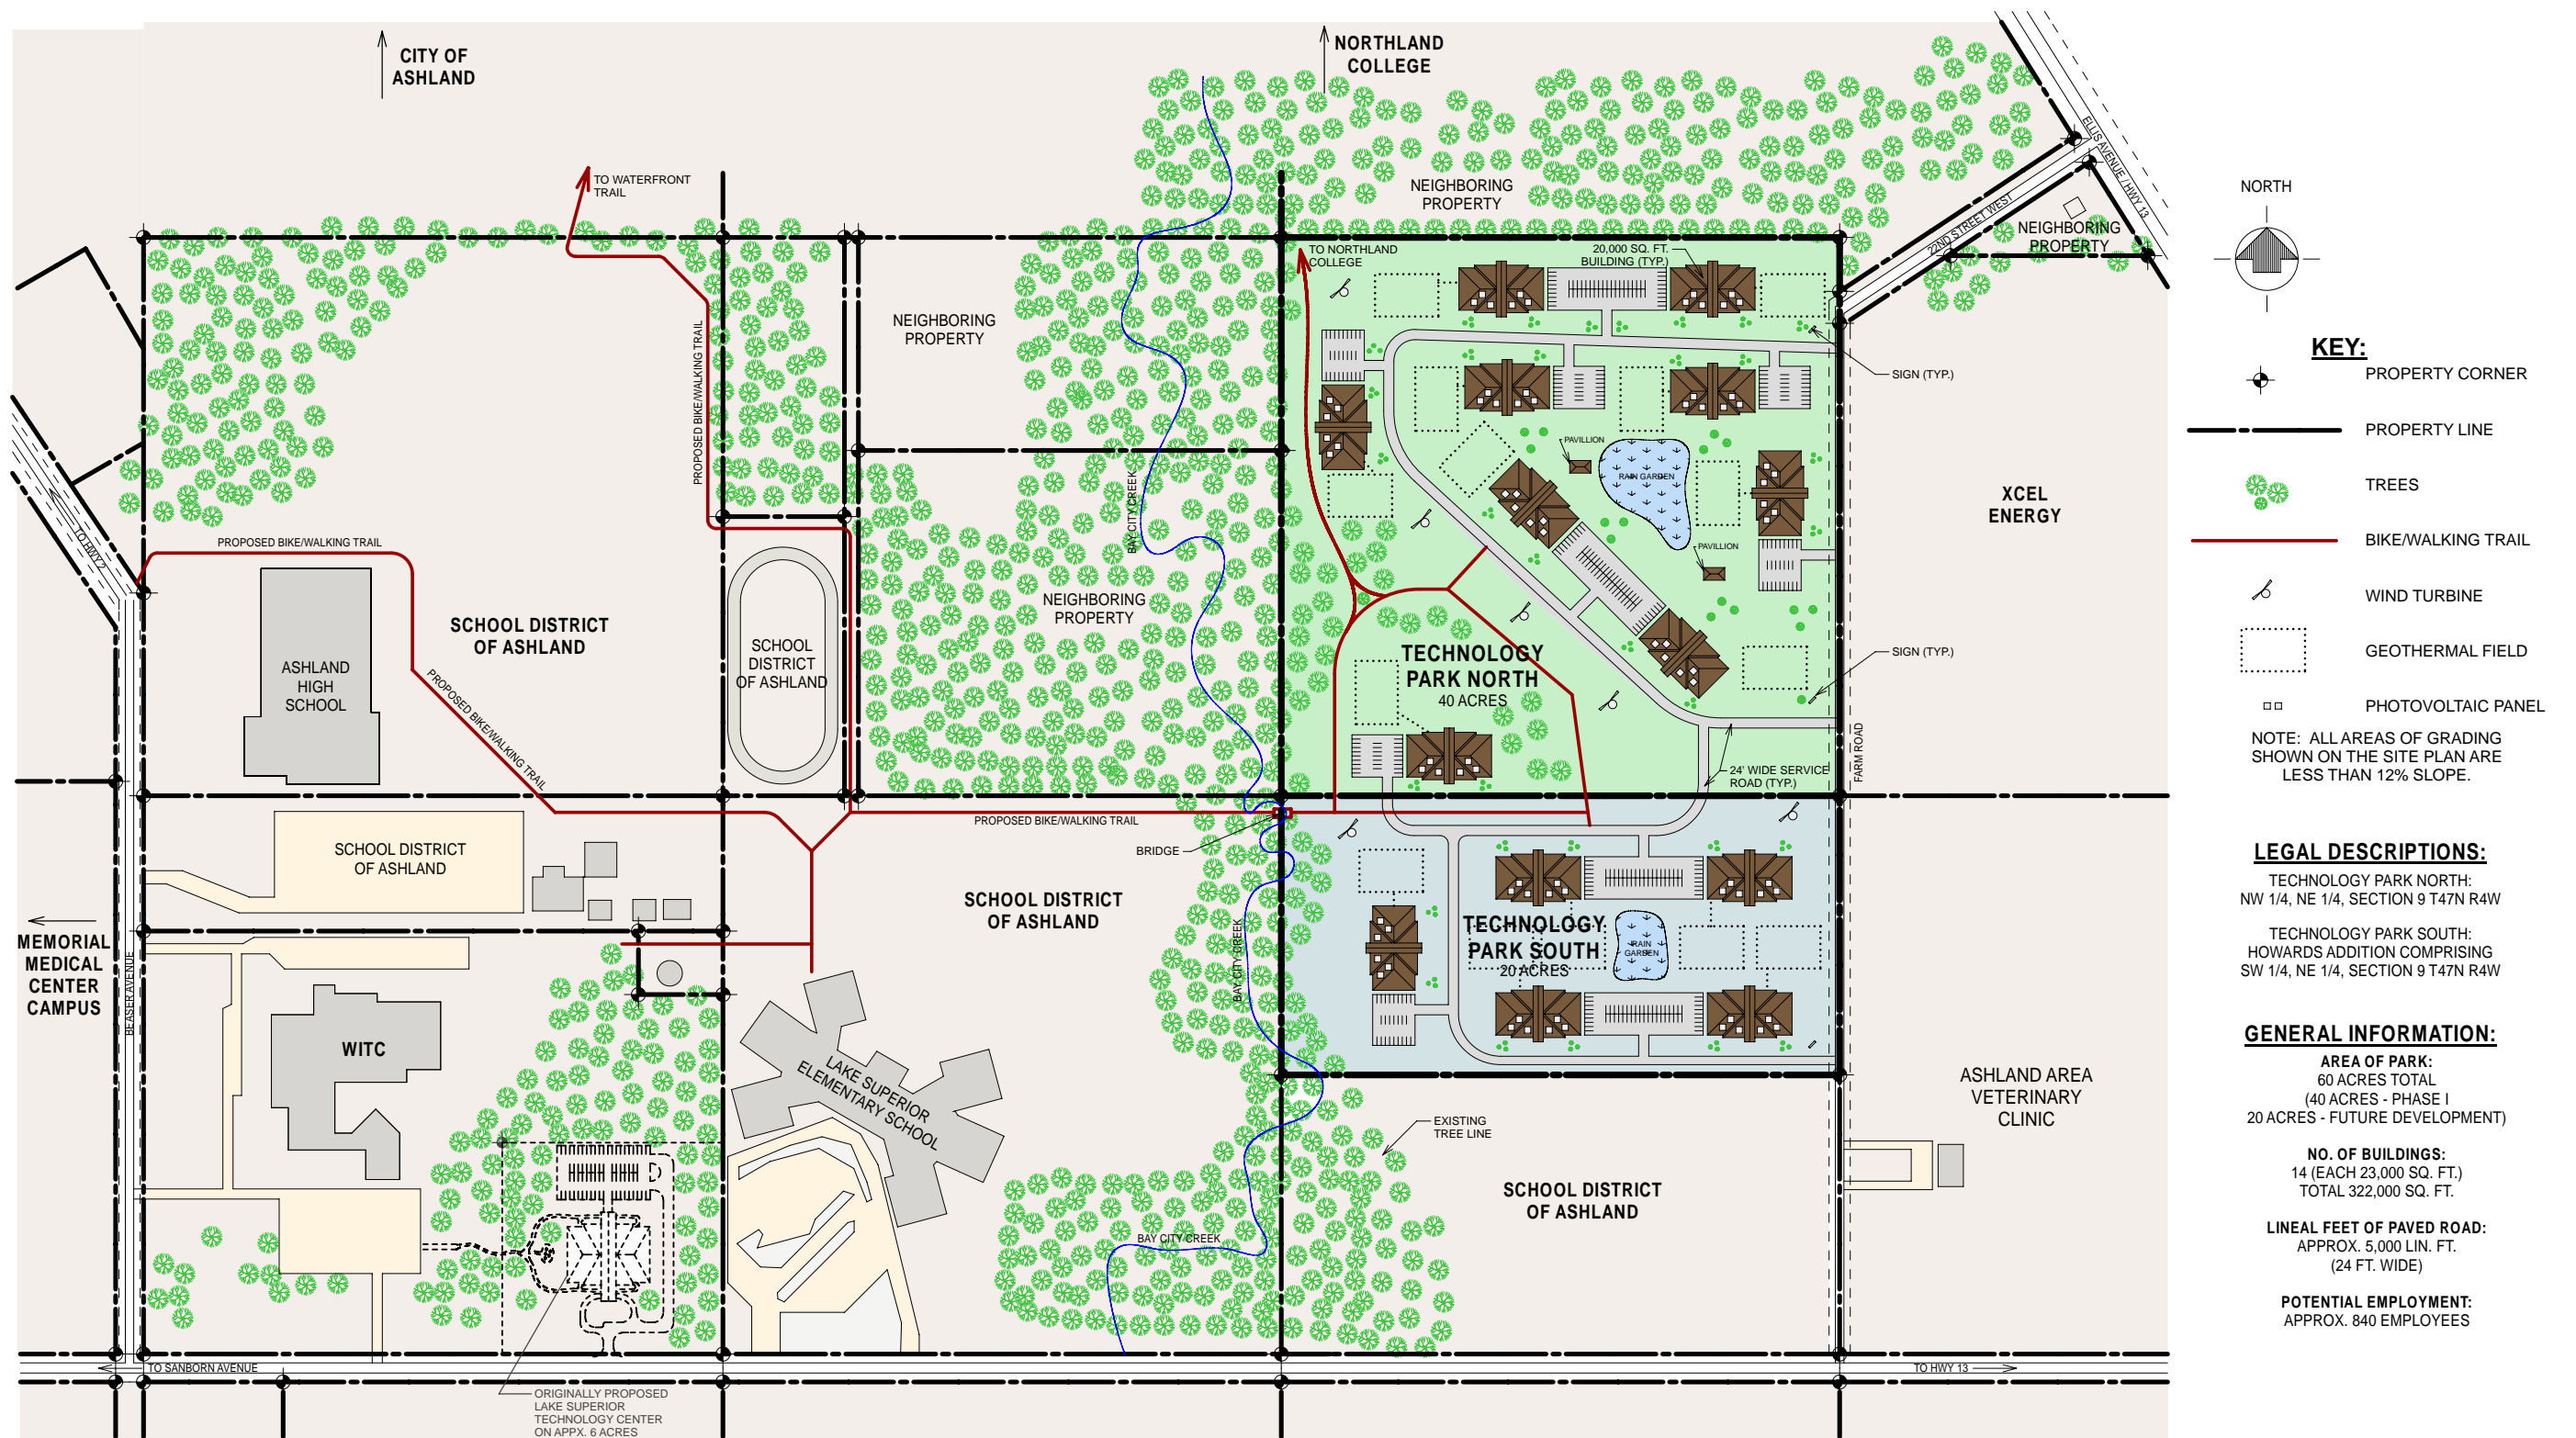 CITY OF
ASHLAND
NORTHLAND
COLLEGE
ELLIS AVENUE / HWY 13
TO WATERFRONT
TRAIL
NEIGHBORING
PROPERTY
22ND STREET WEST
NEIGHBORING
PROPERTY
TO NORTHLAND
COLLEGE
20,000 SQ. FT.
BUILDING (TYP.)
NEIGHBORING
PROPERTY
PROPOSED BIKE/WALKING TRAIL
SIGN (TYP.)
PAVILLION
RAIN GARDEN
BAY CITY CREEK
XCEL
ENERGY
TO HWY 2
PROPOSED BIKE/WALKING TRAIL
PAVILLION
NEIGHBORING
PROPERTY
SCHOOL DISTRICT
OF ASHLAND
SCHOOL
DISTRICT
OF ASHLAND
ASHLAND
HIGH
SCHOOL
TECHNOLOGY
PARK NORTH
40 ACRES
SIGN (TYP.)
PROPOSED BIKE/WALKING TRAIL
FARM ROAD
24' WIDE SERVICE
ROAD (TYP.)
PROPOSED BIKE/WALKING TRAIL
BRIDGE
SCHOOL DISTRICT
OF ASHLAND
SCHOOL DISTRICT
OF ASHLAND
TECHNOLOGY
PARK SOUTH
20 ACRES
RAIN
GARDEN
BAY CITY CREEK
MEMORIAL
MEDICAL
CENTER
CAMPUS
BEASER AVENUE
WITC
LAKE SUPERIOR
ELEMENTARY SCHOOL
ASHLAND AREA
VETERINARY
CLINIC
EXISTING
TREE LINE
SCHOOL DISTRICT
OF ASHLAND
BAY CITY CREEK
TO SANBORN AVENUE
TO HWY 13
ORIGINALLY PROPOSED
LAKE SUPERIOR
TECHNOLOGY CENTER
ON APPX. 6 ACRES
NORTH
KEY:
PROPERTY CORNER
PROPERTY LINE
TREES
BIKE/WALKING TRAIL
WIND TURBINE
GEOTHERMAL FIELD
PHOTOVOLTAIC PANEL
NOTE: ALL AREAS OF GRADING
SHOWN ON THE SITE PLAN ARE
LESS THAN 12% SLOPE.
LEGAL DESCRIPTIONS:
TECHNOLOGY PARK NORTH:
NW 1/4, NE 1/4, SECTION 9 T47N R4W
TECHNOLOGY PARK SOUTH:
HOWARDS ADDITION COMPRISING
SW 1/4, NE 1/4, SECTION 9 T47N R4W
GENERAL INFORMATION:
AREA OF PARK:
60 ACRES TOTAL
(40 ACRES - PHASE I
20 ACRES - FUTURE DEVELOPMENT)
NO. OF BUILDINGS:
14 (EACH 23,000 SQ. FT.)
TOTAL 322,000 SQ. FT.
LINEAL FEET OF PAVED ROAD:
APPROX. 5,000 LIN. FT.
(24 FT. WIDE)
POTENTIAL EMPLOYMENT:
APPROX. 840 EMPLOYEES